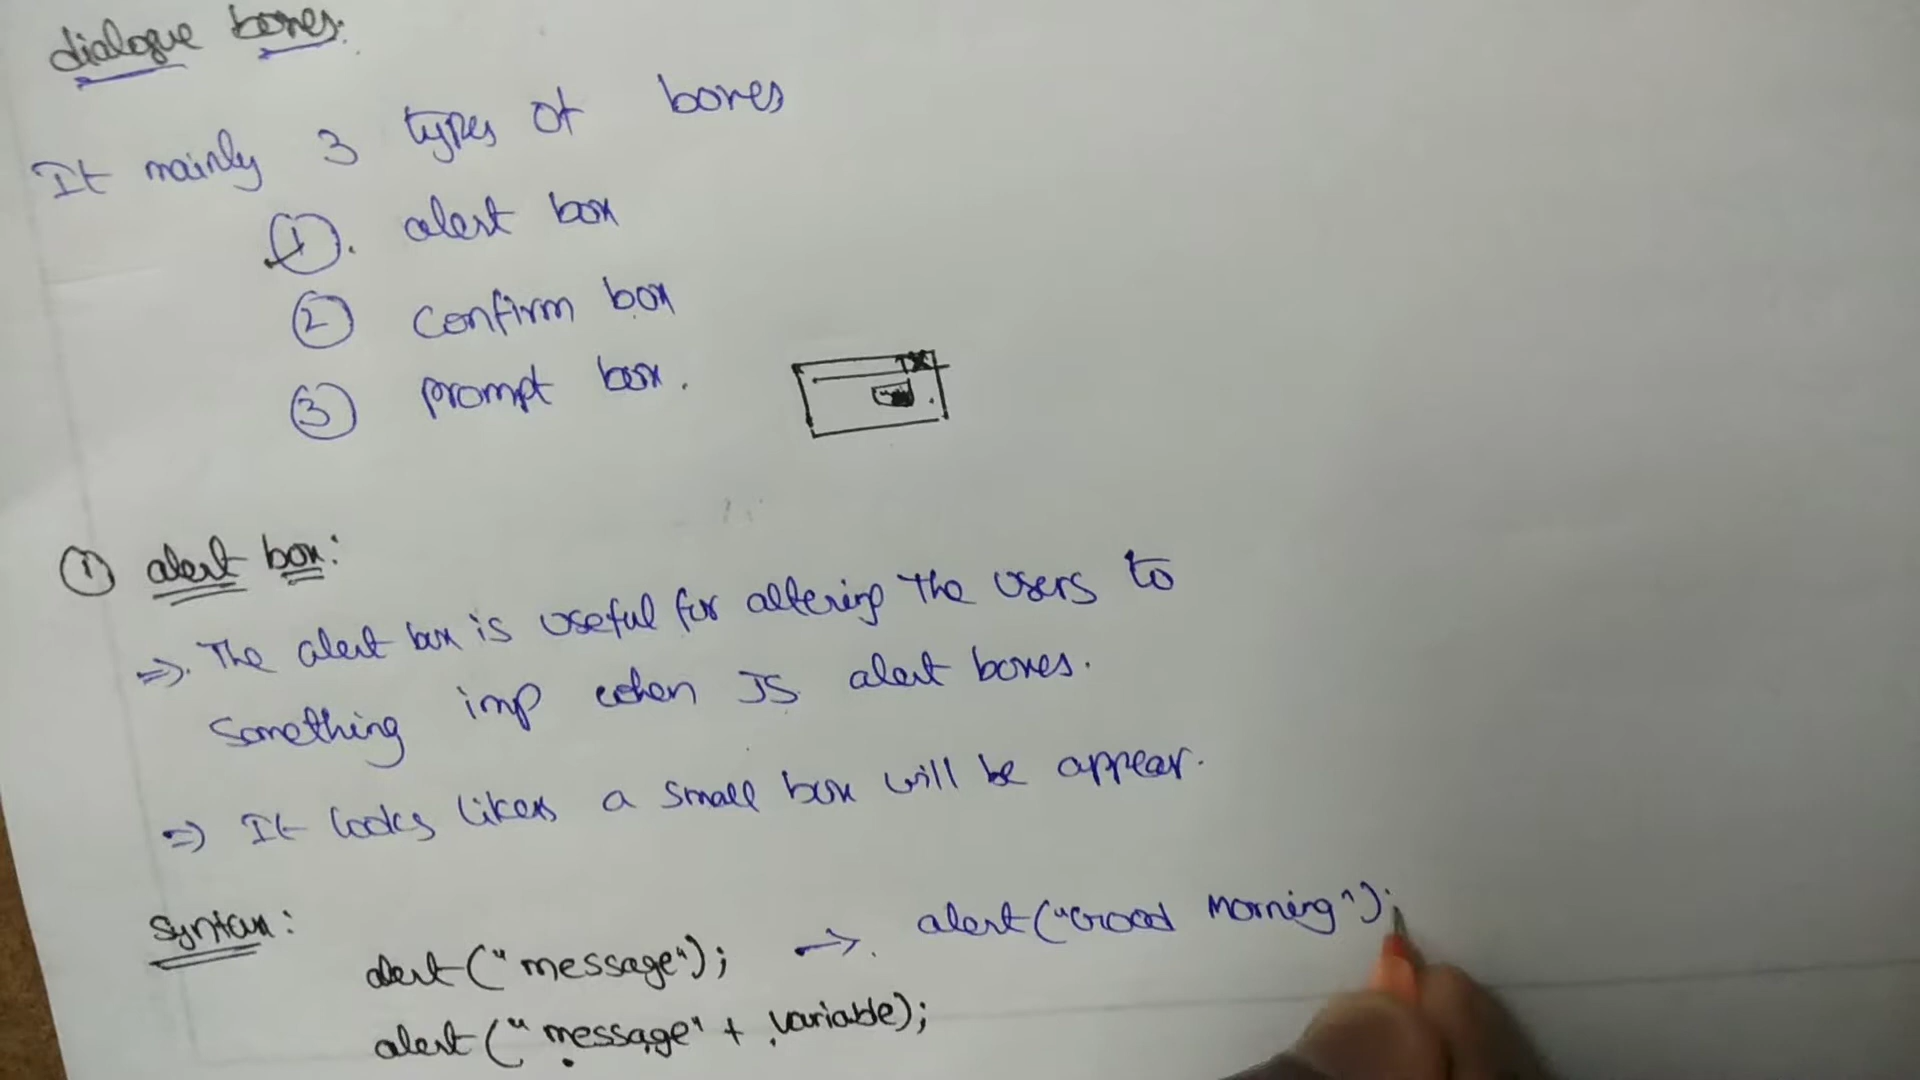 dialogue boxes.
It mainly 3 types of boxes
①. alert box
② confirm box
③ prompt box.
① alert box:
=> The alert box is useful for altering the users to
something imp when JS alert boxes.
=> It looks likes a small box will be appear.
Syntax:
alert("message"); -> alert("Good Morning");
alert("message" + variable);